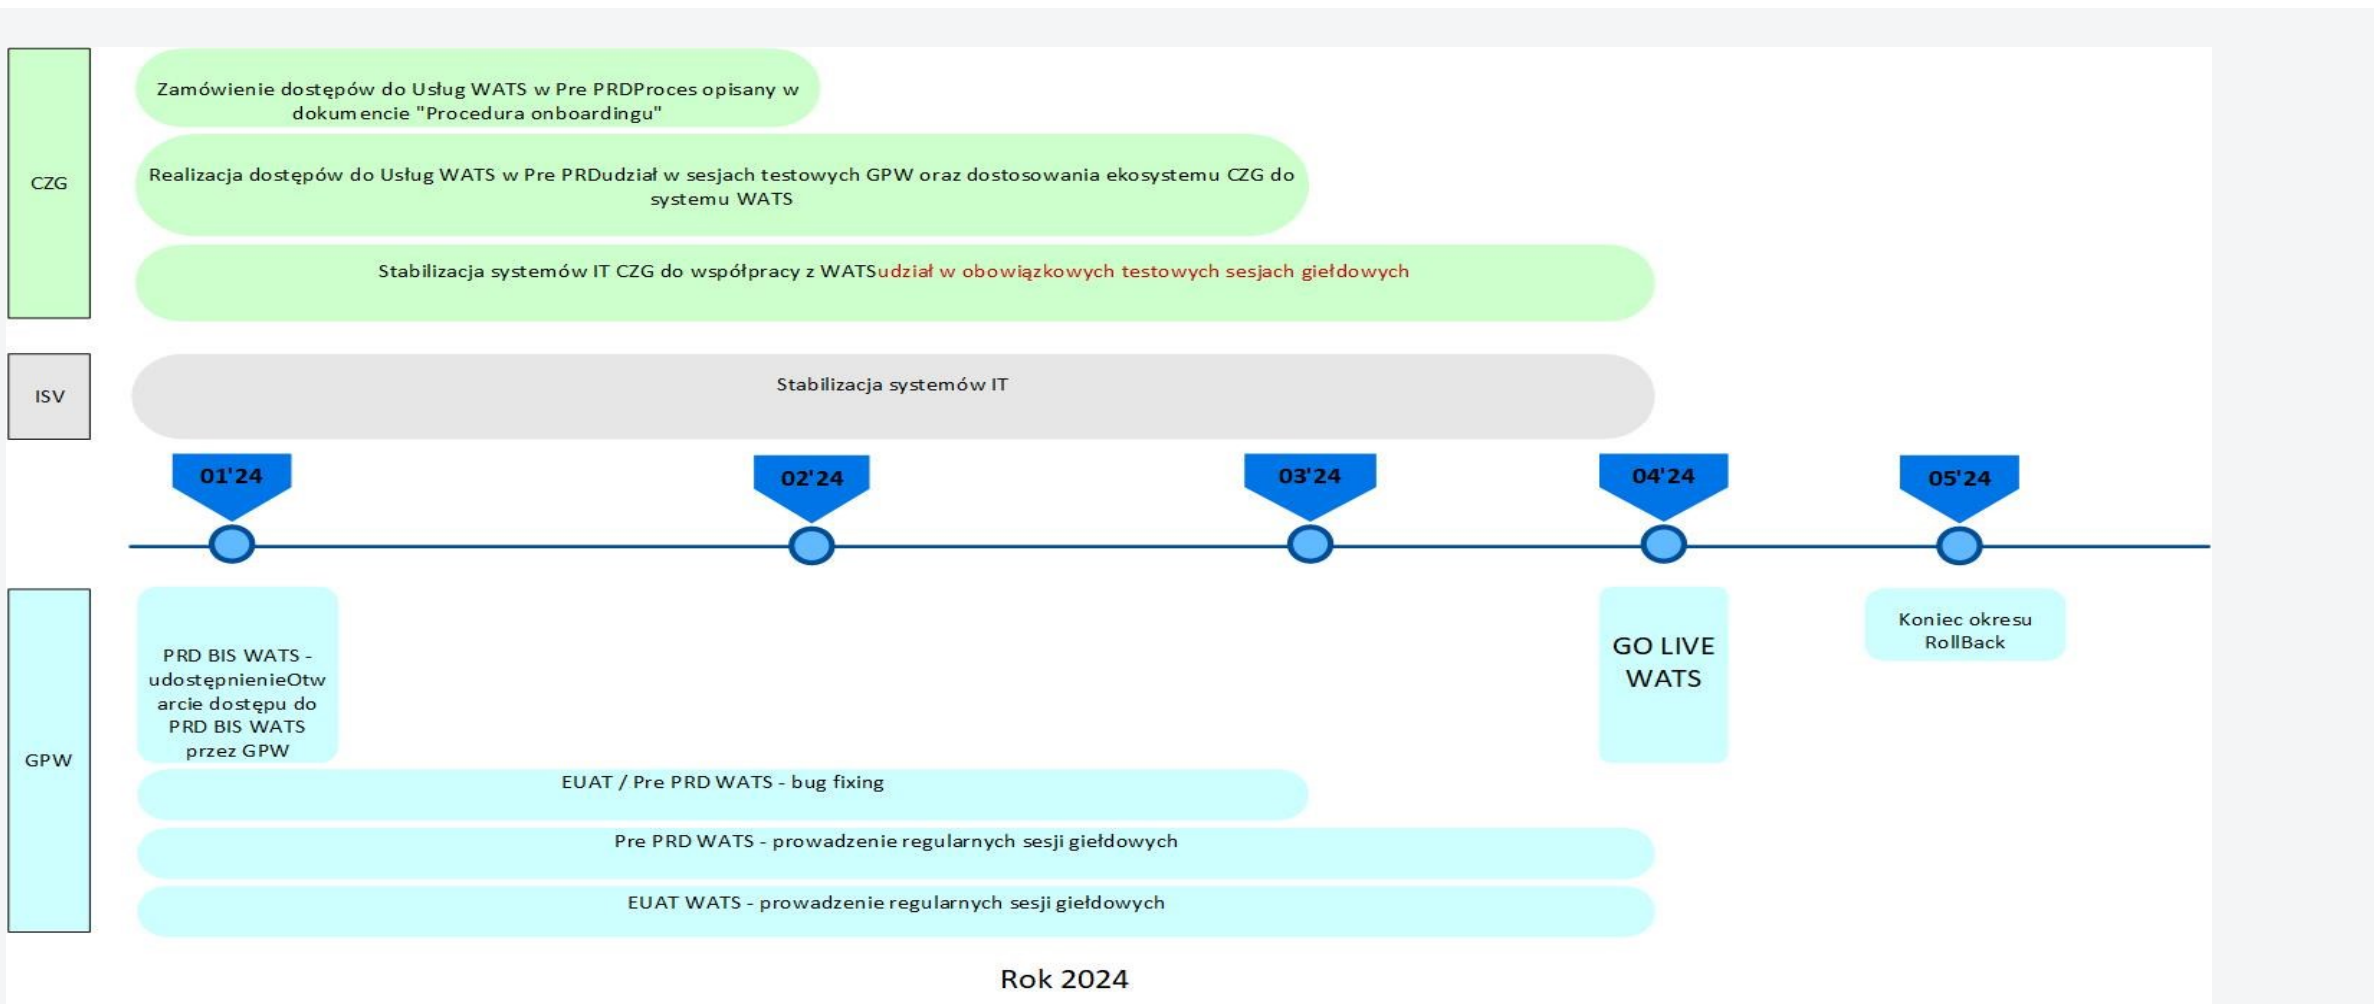 Zamówienie dostępów do Usług WATS w Pre PRDProces opisany w
dokumencie "Procedura onboardingu"
CZG
Realizacja dostępów do Usług WATS w Pre PRDudział w sesjach testowych GPW oraz dostosowania ekosystemu CZG do
systemu WATS
Stabilizacja systemów IT CZG do współpracy z WATSudział w obowiązkowych testowych sesjach giełdowych
ISV
Stabilizacja systemów IT
01'24
02'24
03'24
04'24
05'24
GPW
PRD BIS WATS -
udostępnienieOtw
arcie dostępu do
PRD BIS WATS
przez GPW
GO LIVE
WATS
Koniec okresu
RollBack
EUAT / Pre PRD WATS - bug fixing
Pre PRD WATS - prowadzenie regularnych sesji giełdowych
EUAT WATS - prowadzenie regularnych sesji giełdowych
Rok 2024